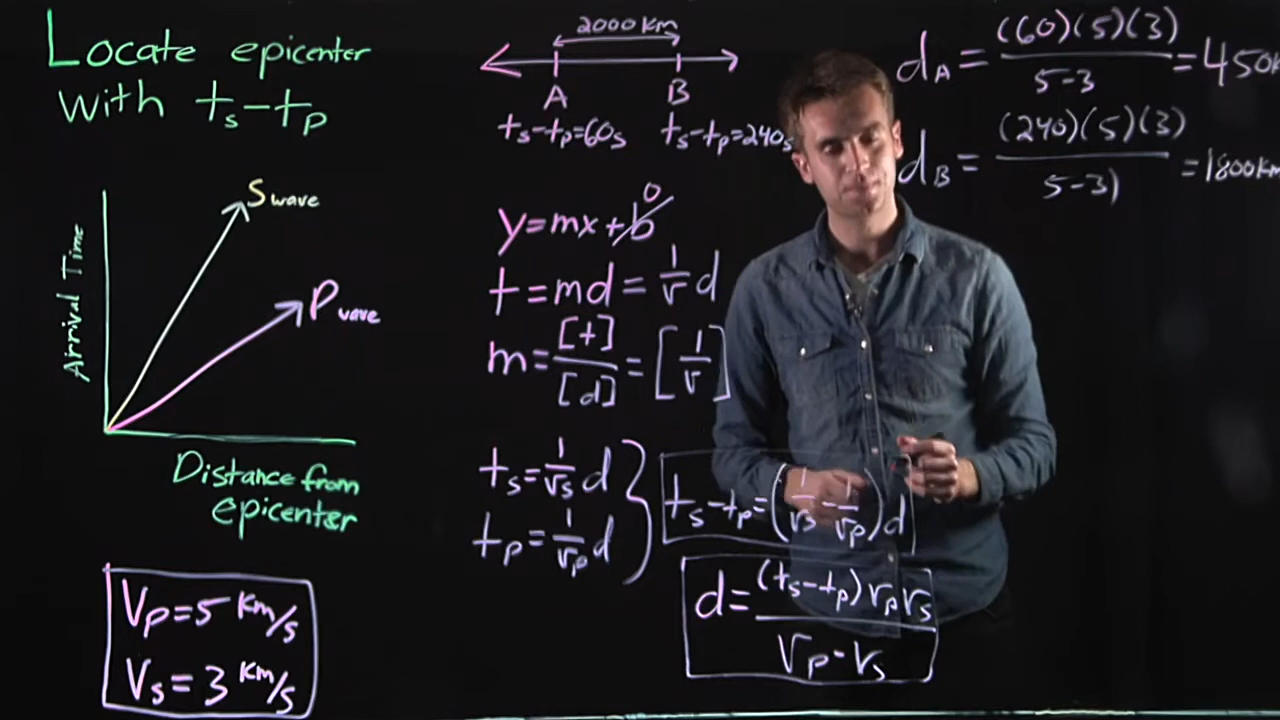 Locate epicenter
with ts-tp
Arrival Time
S wave
P wave
Distance from
epicenter
Vp=5 km/s
Vs=3 km/s
2000 km
A B
ts-tp=60s ts-tp=240s
y=mx+b 0
t=md=1/v d
m=[t]/[d]=[1/v]
ts=1/vs d
tp=1/vp d
ts-tp=(1/vs-1/vp)d
d=(ts-tp)vpvs/vp-vs
dA=(60)(5)(3)/5-3=450k
dB=(240)(5)(3)/5-3)=1800km